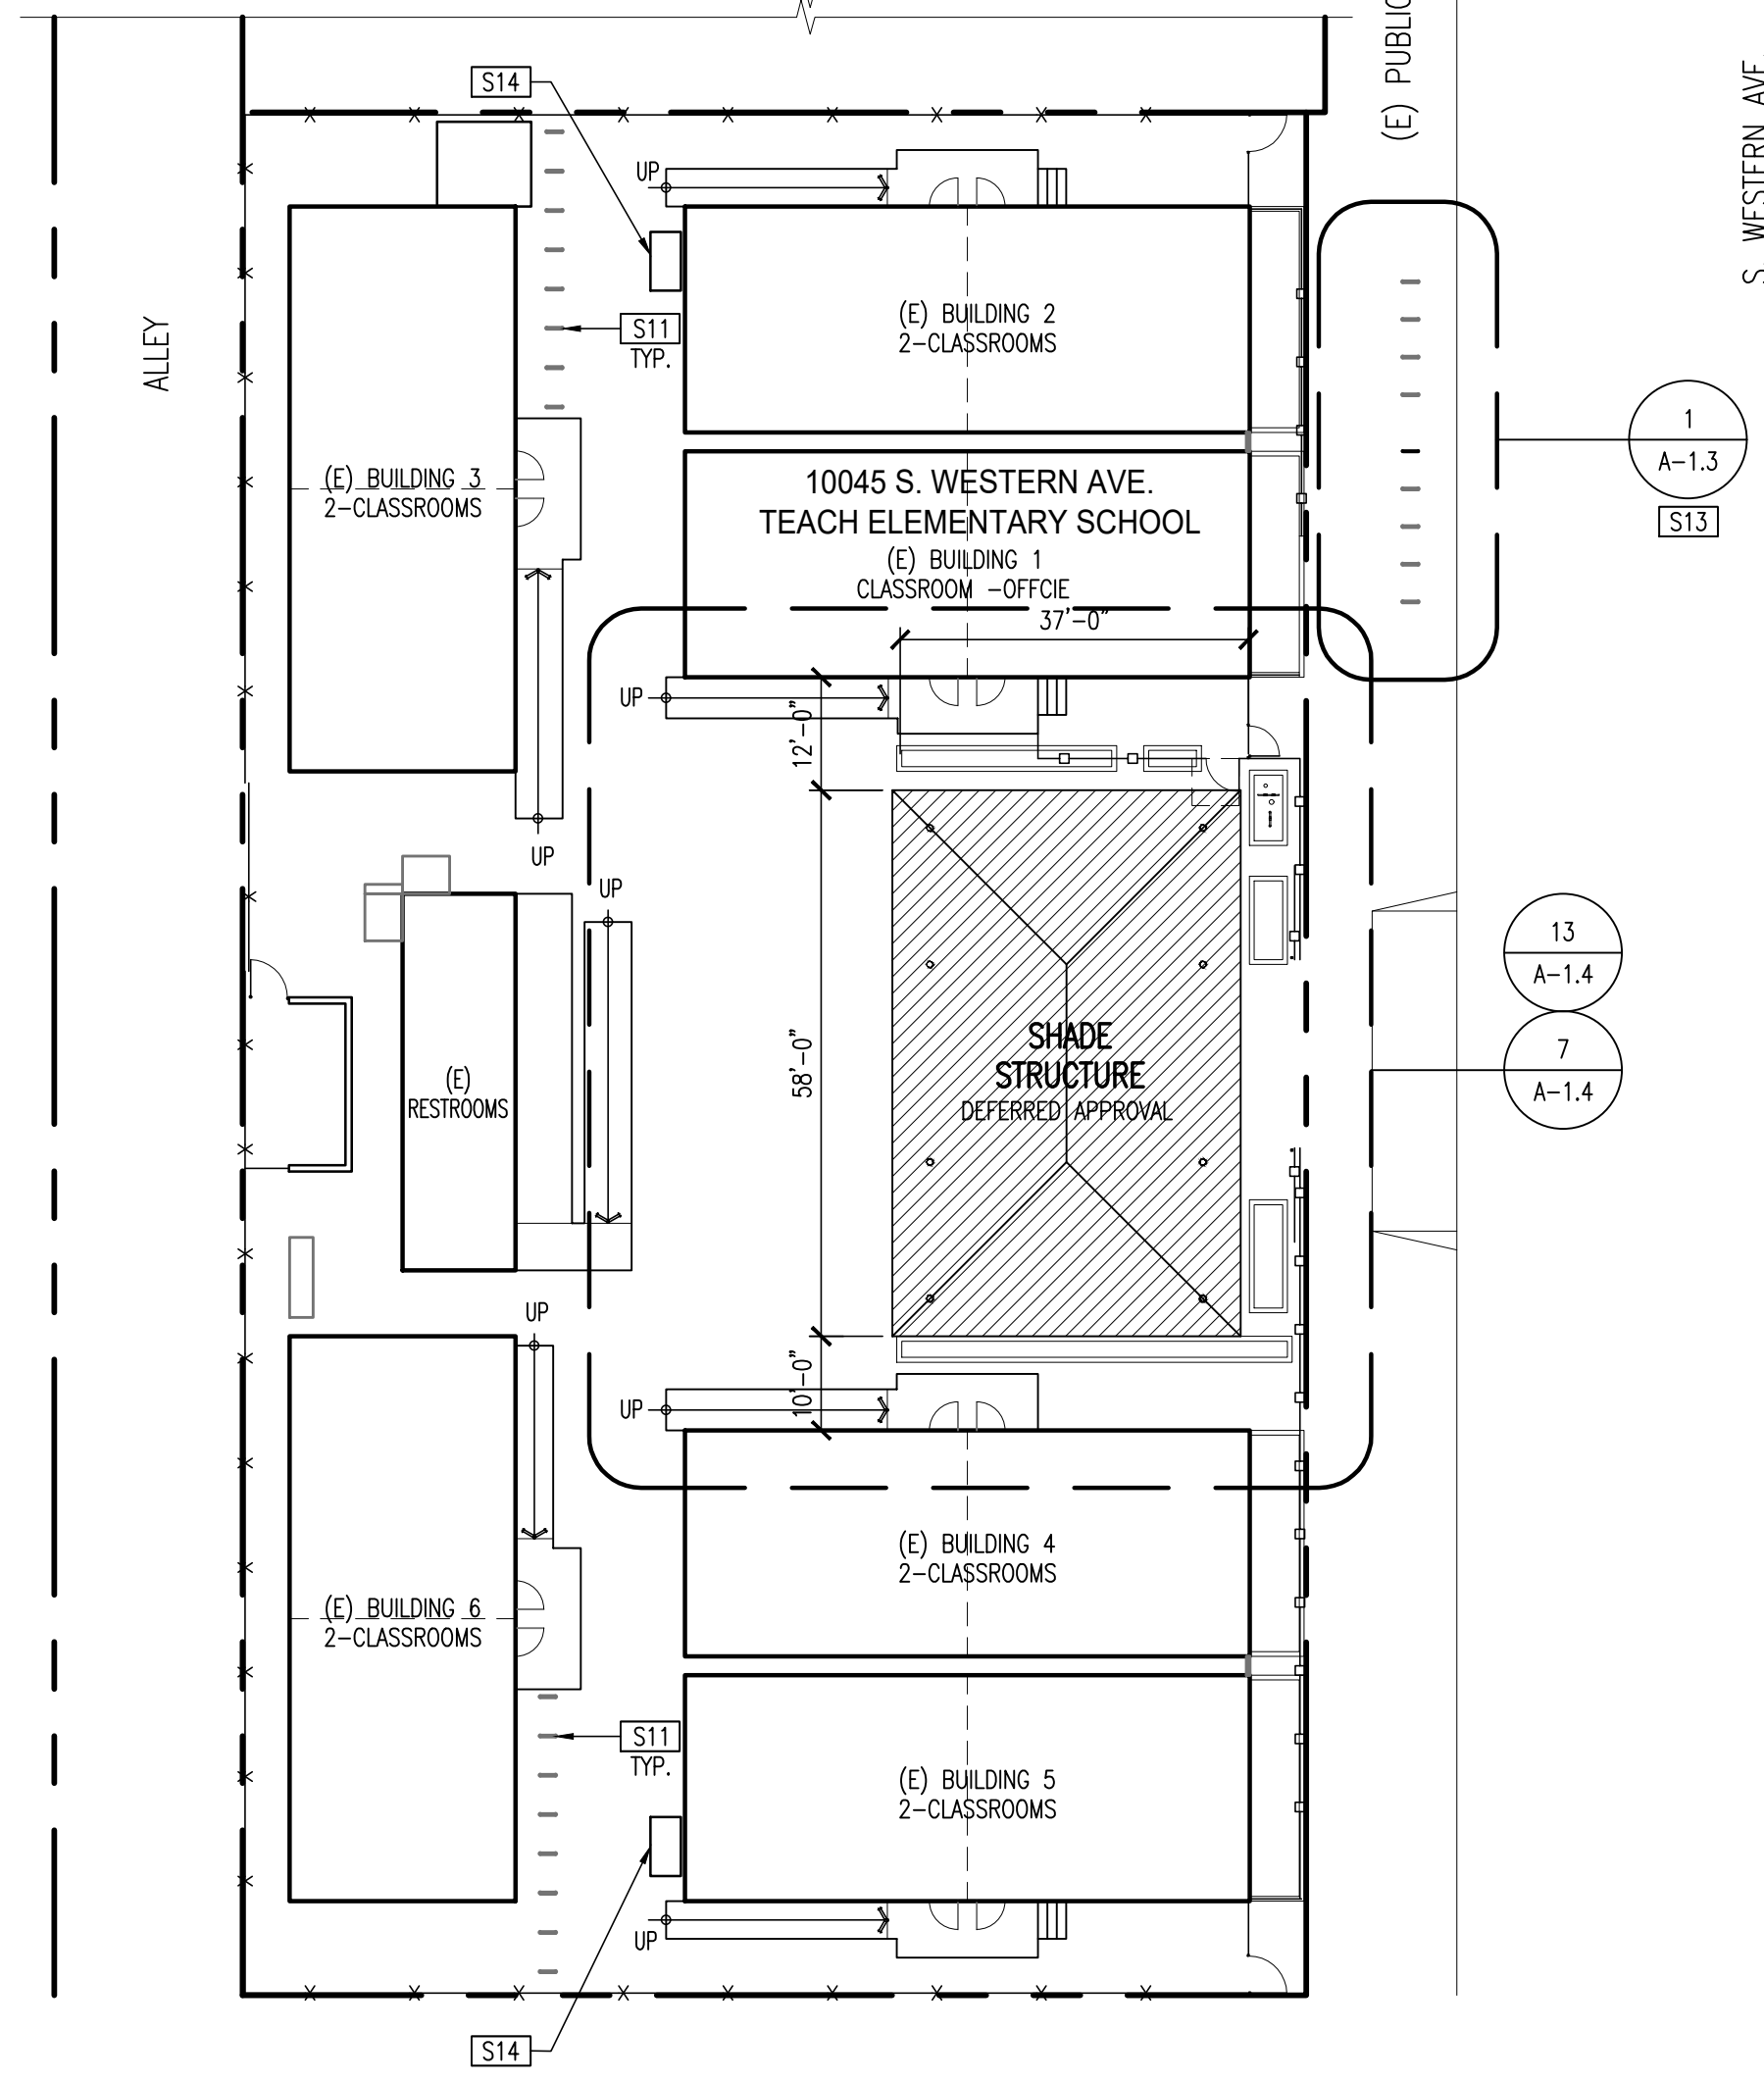 (E) PUBLIC
S. WESTERN AVE.
S14
UP
ALLEY
(E) BUILDING 2
2-CLASSROOMS
S11
TYP.
1
A-1.3
S13
(E) BUILDING 3
2-CLASSROOMS
10045 S. WESTERN AVE.
TEACH ELEMENTARY SCHOOL
(E) BUILDING 1
CLASSROOM -OFFCIE
37'-0"
UP
12'-0"
UP
UP
13
A-1.4
7
A-1.4
58'-0"
SHADE
STRUCTURE
DEFERRED APPROVAL
(E)
RESTROOMS
UP
10'-0"
UP
(E) BUILDING 4
2-CLASSROOMS
(E) BUILDING 6
2-CLASSROOMS
S11
TYP.
(E) BUILDING 5
2-CLASSROOMS
UP
S14